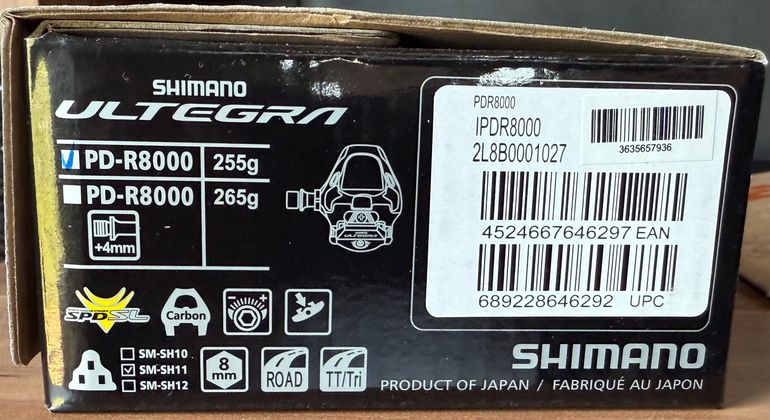 SHIMANO
ULTEGRA
PD-R8000 255g
PD-R8000 265g
+4mm
SPD-SL
Carbon
- +
SM-SH10
SM-SH11
SM-SH12
8 mm
ROAD
TT/Tri
ULTEGRA
PDR8000
IPDR8000
2L8B0001027
3635657936
4524667646297 EAN
689228646292 UPC
SHIMANO
PRODUCT OF JAPAN / FABRIQUÉ AU JAPON